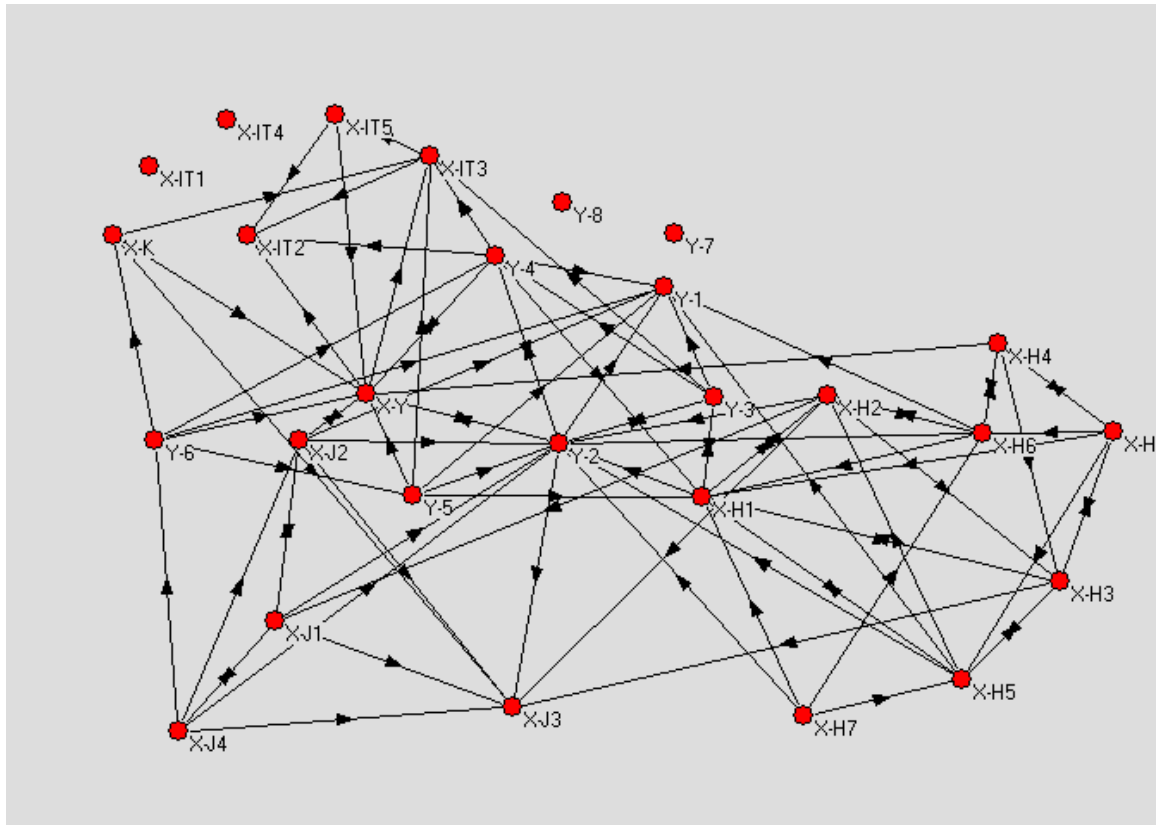 X-IT4
X-IT5
X-IT1
X-IT3
Y-8
X-K
X-IT2
Y-7
Y-4
Y-1
X-H4
X-Y
Y-3
X-H2
Y-6
X-J2
Y-2
X-H6
X-H
Y-5
X-H1
X-H3
X-J1
X-H5
X-J4
X-J3
X-H7